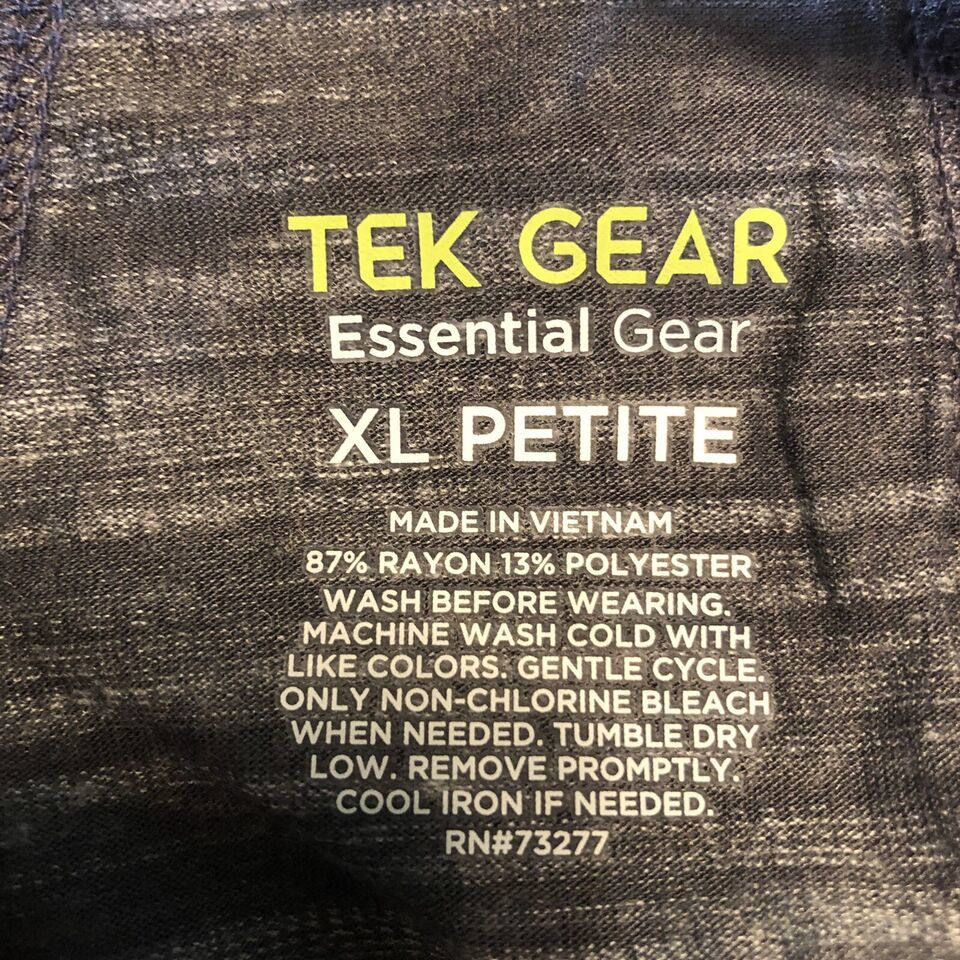 TEK GEAR
Essential Gear
XL PETITE
MADE IN VIETNAM
87% RAYON 13% POLYESTER
WASH BEFORE WEARING.
MACHINE WASH COLD WITH
LIKE COLORS. GENTLE CYCLE.
ONLY NON-CHLORINE BLEACH
WHEN NEEDED. TUMBLE DRY
LOW. REMOVE PROMPTLY.
COOL IRON IF NEEDED.
RN#73277